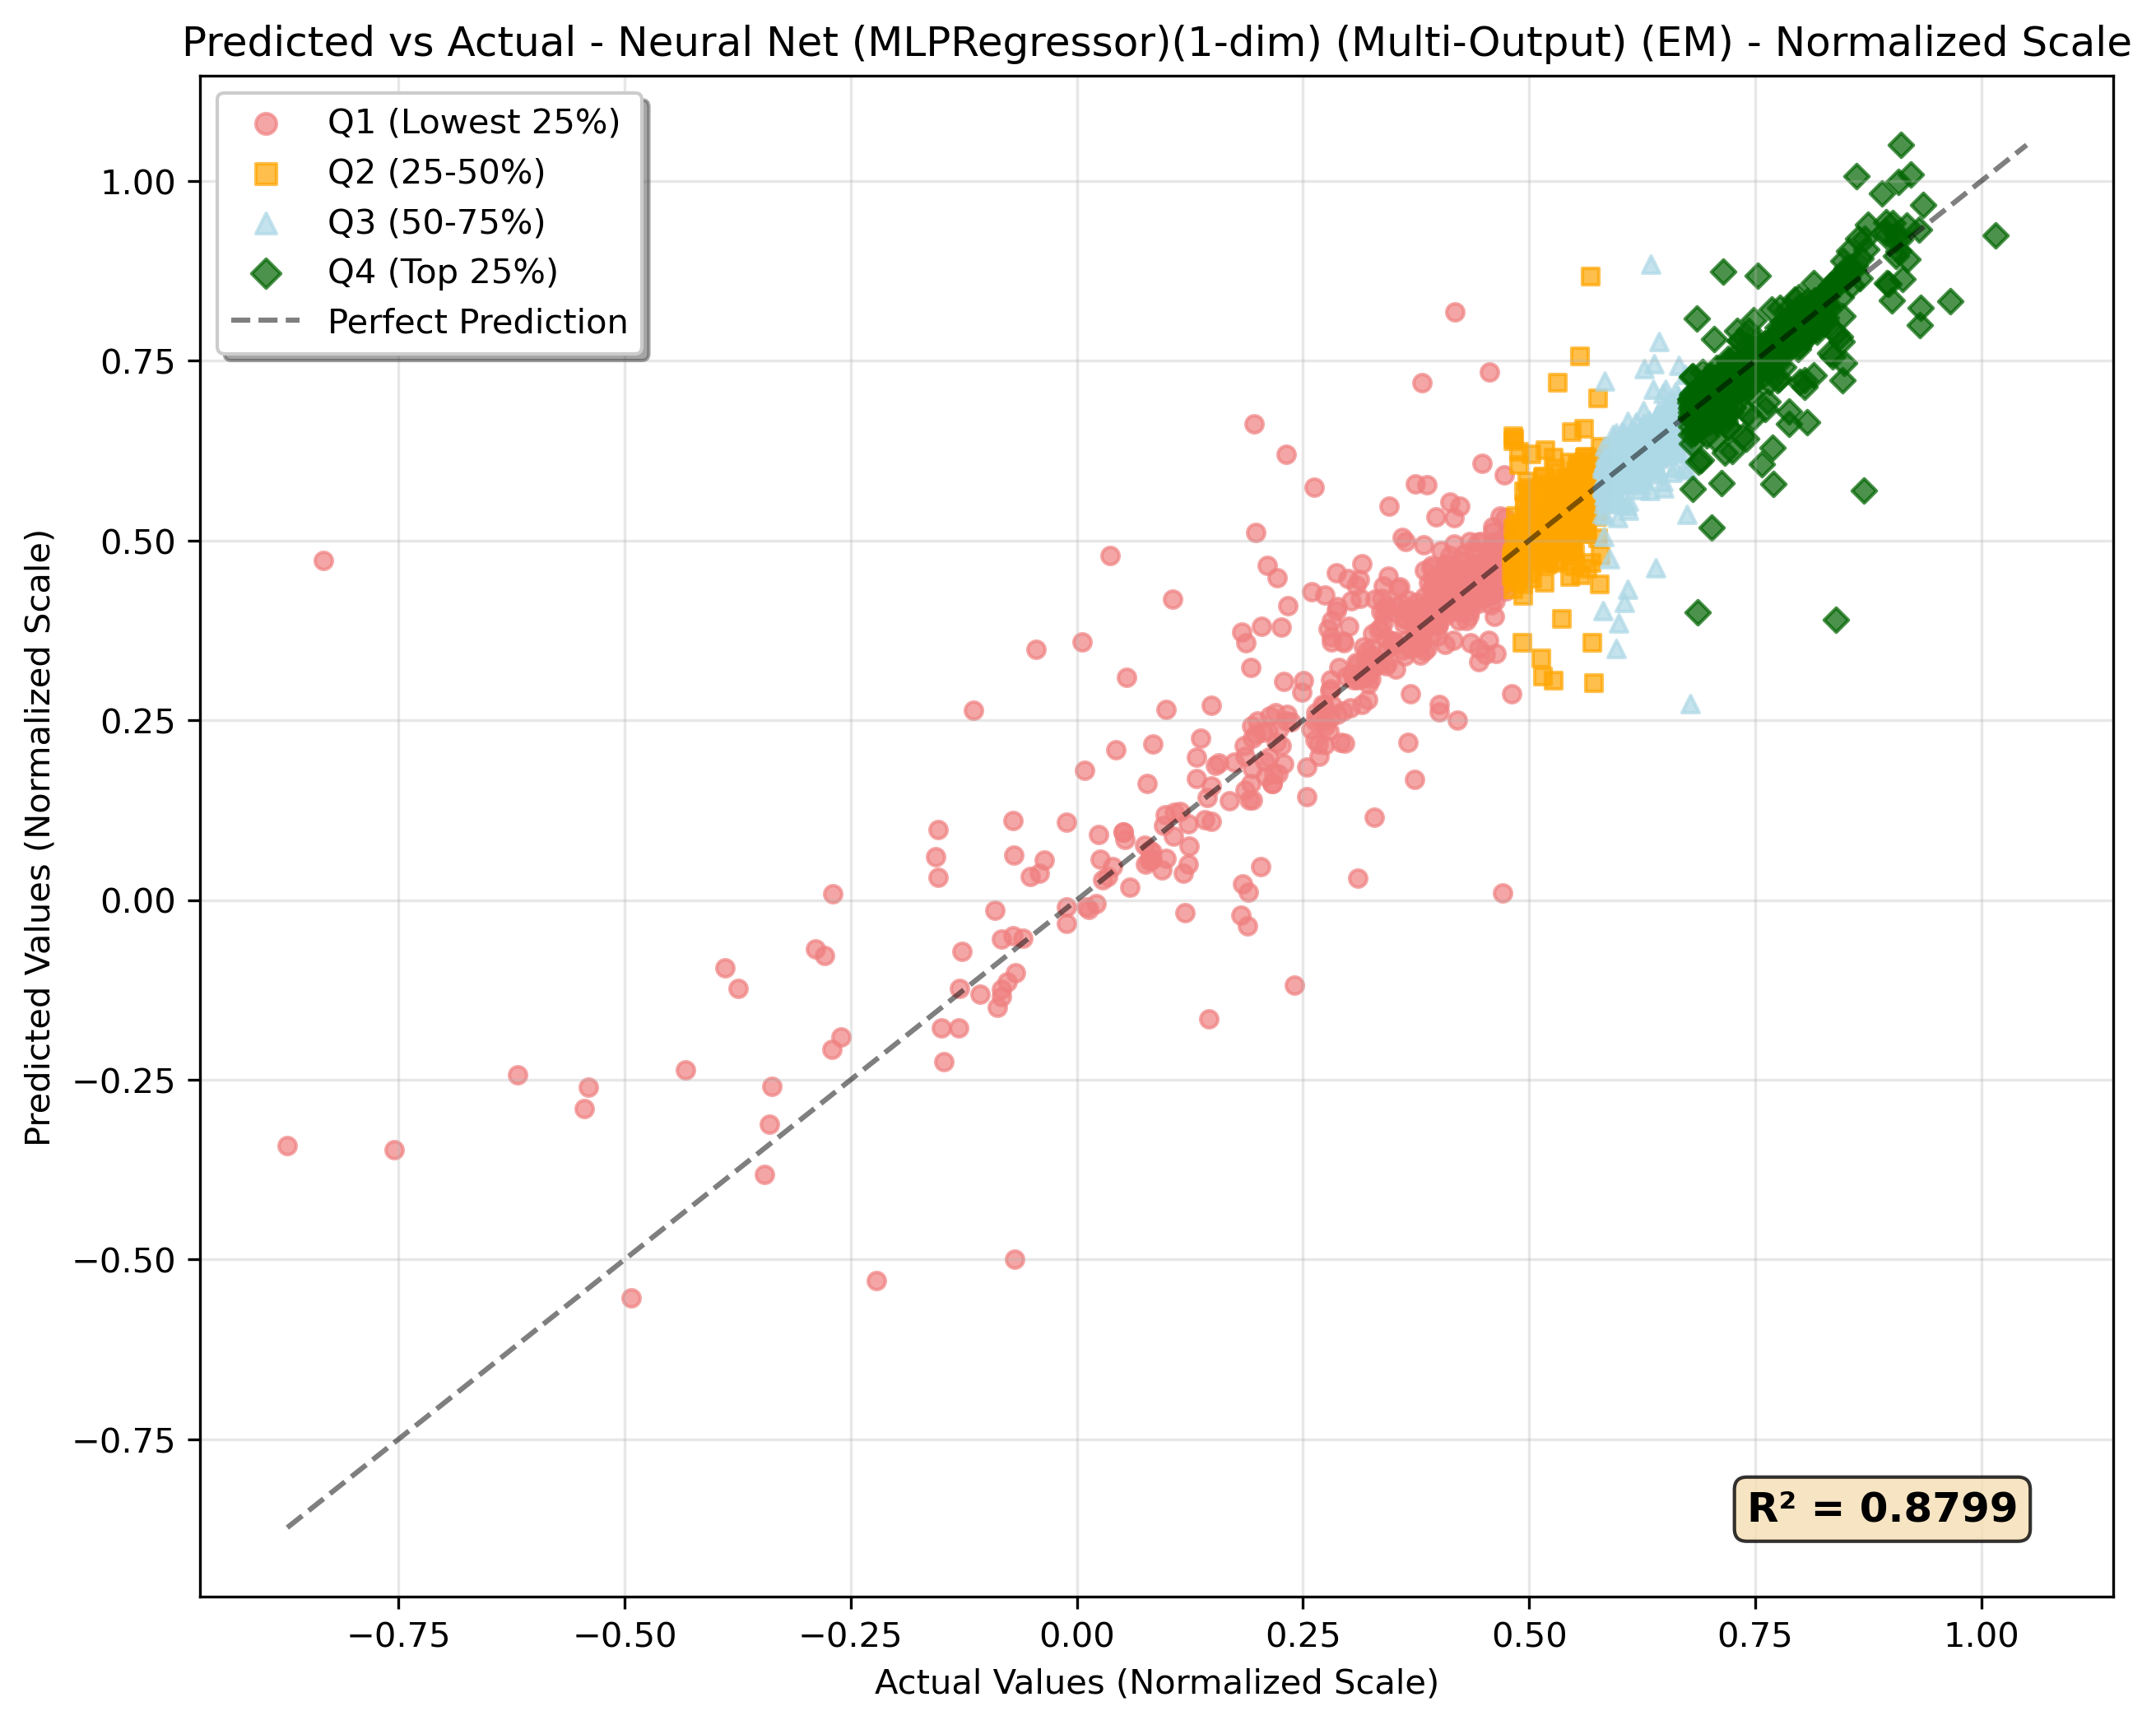 Predicted vs Actual - Neural Net (MLPRegressor)(1-dim) (Multi-Output) (EM) - Normalized Scale
Q1 (Lowest 25%)
Q2 (25-50%)
Q3 (50-75%)
Q4 (Top 25%)
Perfect Prediction
Predicted Values (Normalized Scale)
1.00
0.75
0.50
0.25
0.00
−0.25
−0.50
−0.75
R² = 0.8799
−0.75 −0.50 −0.25 0.00 0.25 0.50 0.75 1.00
Actual Values (Normalized Scale)